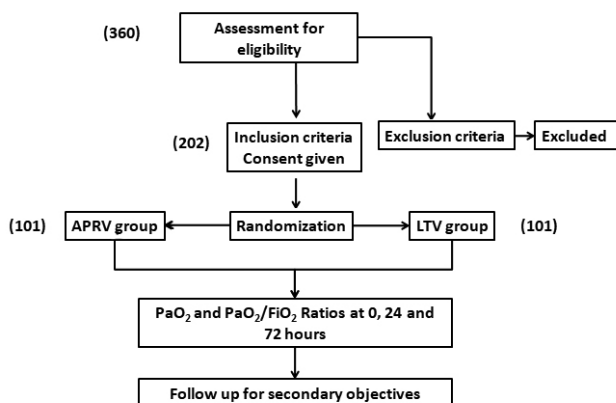 (360)
Assessment for
eligibility
(202)
Inclusion criteria
Consent given
Exclusion criteria
Excluded
(101)
APRV group
Randomization
LTV group
(101)
PaO₂ and PaO₂/FiO₂ Ratios at 0, 24 and
72 hours
Follow up for secondary objectives